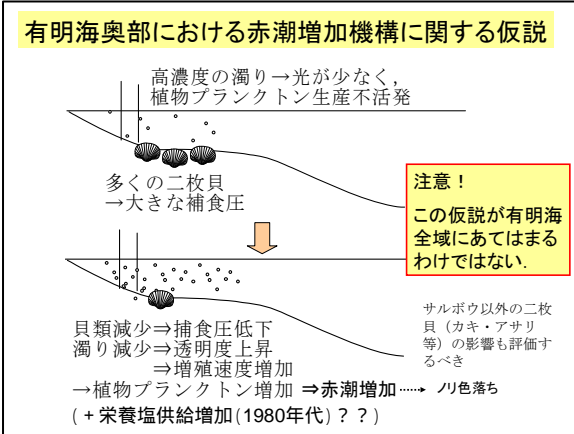 有明海奥部における赤潮増加機構に関する仮説
高濃度の濁り→光が少なく,
植物プランクトン生産不活発
多くの二枚貝
→大きな補食圧
注意！
この仮説が有明海
全域にあてはまる
わけではない.
サルボウ以外の二枚
貝（カキ・アサリ
等）の影響も評価す
るべき
貝類減少⇒捕食圧低下
濁り減少⇒透明度上昇
⇒増殖速度増加
→植物プランクトン増加 ⇒赤潮増加┈→ ノリ色落ち
(＋栄養塩供給増加(1980年代)？？)